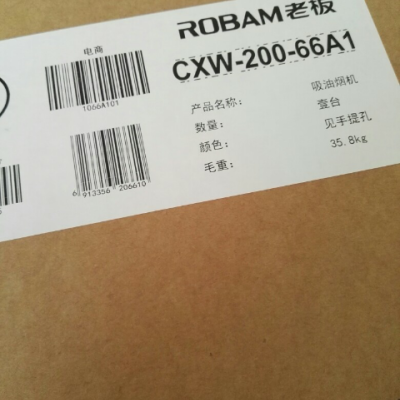 ROBAM老板
电商
CXW-200-66A1
1066A101
产品名称： 吸油烟机
数量： 壹台
颜色： 见手提孔
毛重： 35.8kg
6 913356 206610